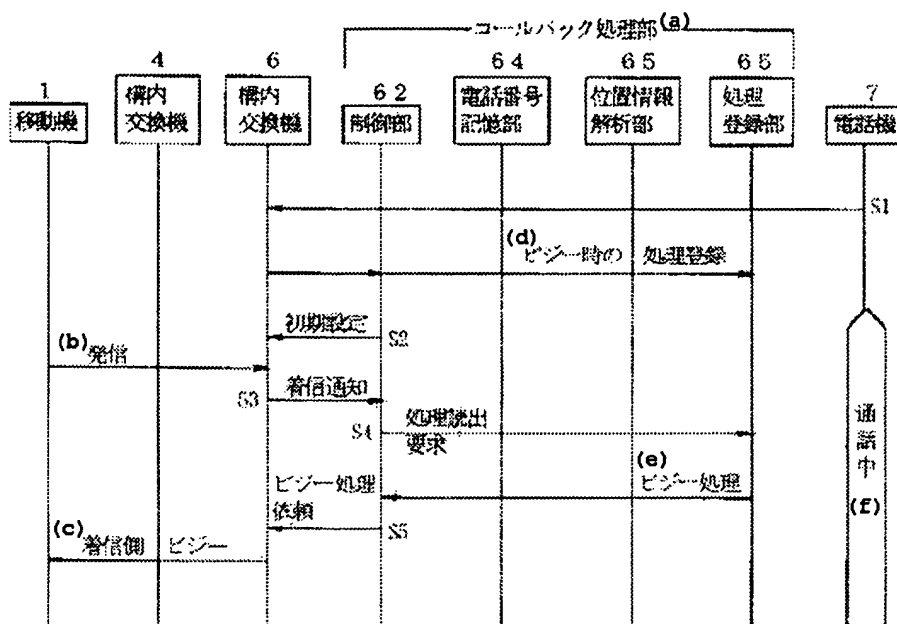 コールバック処理部(a)
1
移動機
4
構内
交換機
6
構内
交換機
62
制御部
64
電話番号
記憶部
65
位置情報
解析部
65
処理
登録部
7
電話機
S1
(d)ビジー時の 処理登録
初期設定
S2
(b)発信
S3
着信通知
S4
処理読出
要求
(e)
ビジー処理
ビジー処理
依頼
S5
(c)着信側 ビジー
通話中
(f)